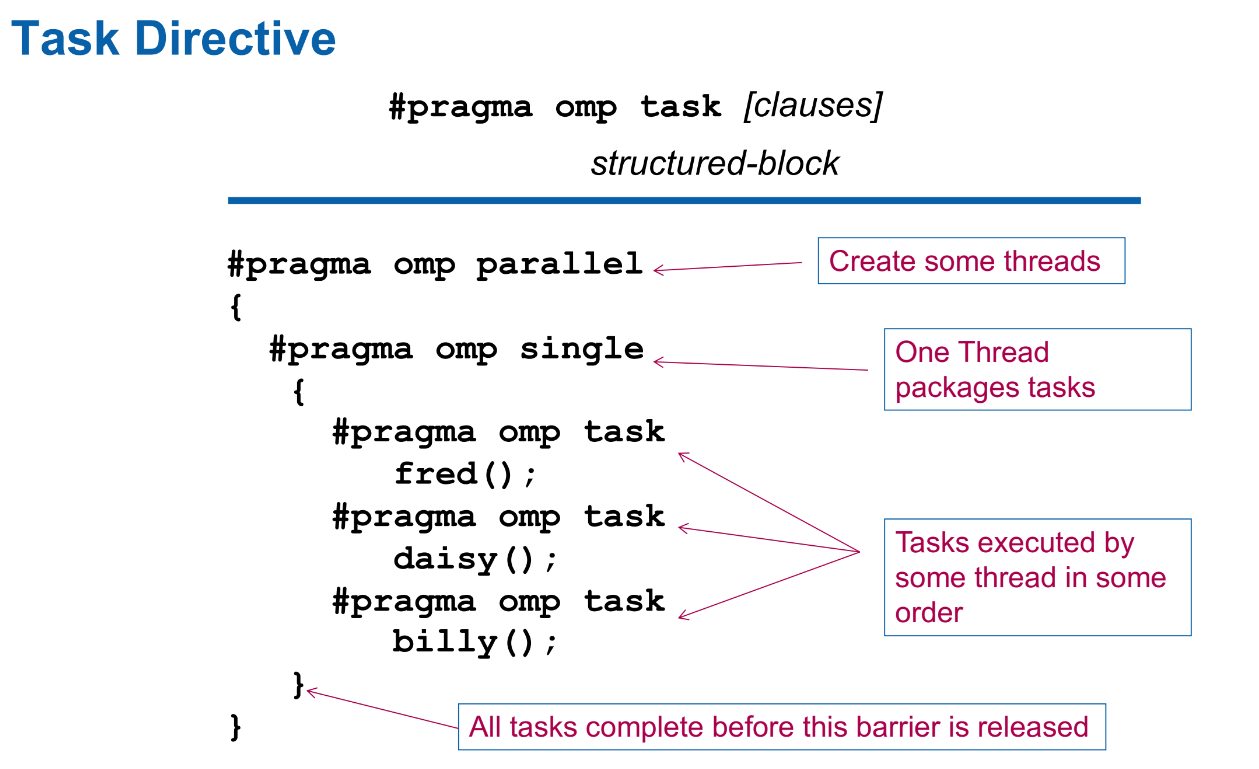 Task Directive
#pragma omp task [clauses]
structured-block
#pragma omp parallel
Create some threads
{
#pragma omp single
One Thread
packages tasks
{
#pragma omp task
fred();
#pragma omp task
daisy();
#pragma omp task
billy();
Tasks executed by
some thread in some
order
}
All tasks complete before this barrier is released
}